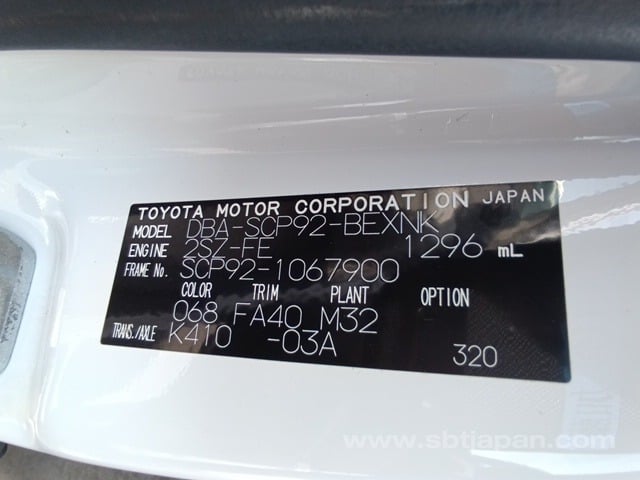 TOYOTA MOTOR CORPORATION JAPAN
MODEL DBA-SCP92-BEXNK
ENGINE 2SZ-FE 1296 mL
FRAME No. SCP92-1067900
COLOR TRIM PLANT OPTION
068 FA40 M32
TRANS./AXLE K410 -03A 320
www.sbtjapan.com